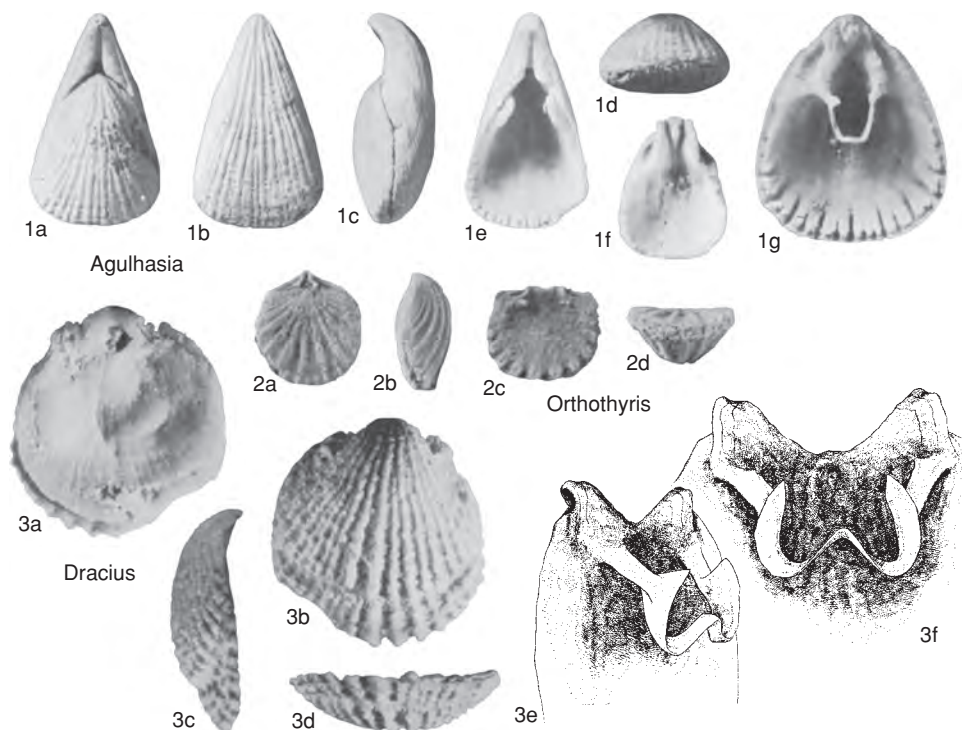 1a
1b
1c
1e
1d
1f
1g
Agulhasia
2a
2b
2c
2d
Orthothyris
3a
Dracius
3b
3c
3d
3e
3f